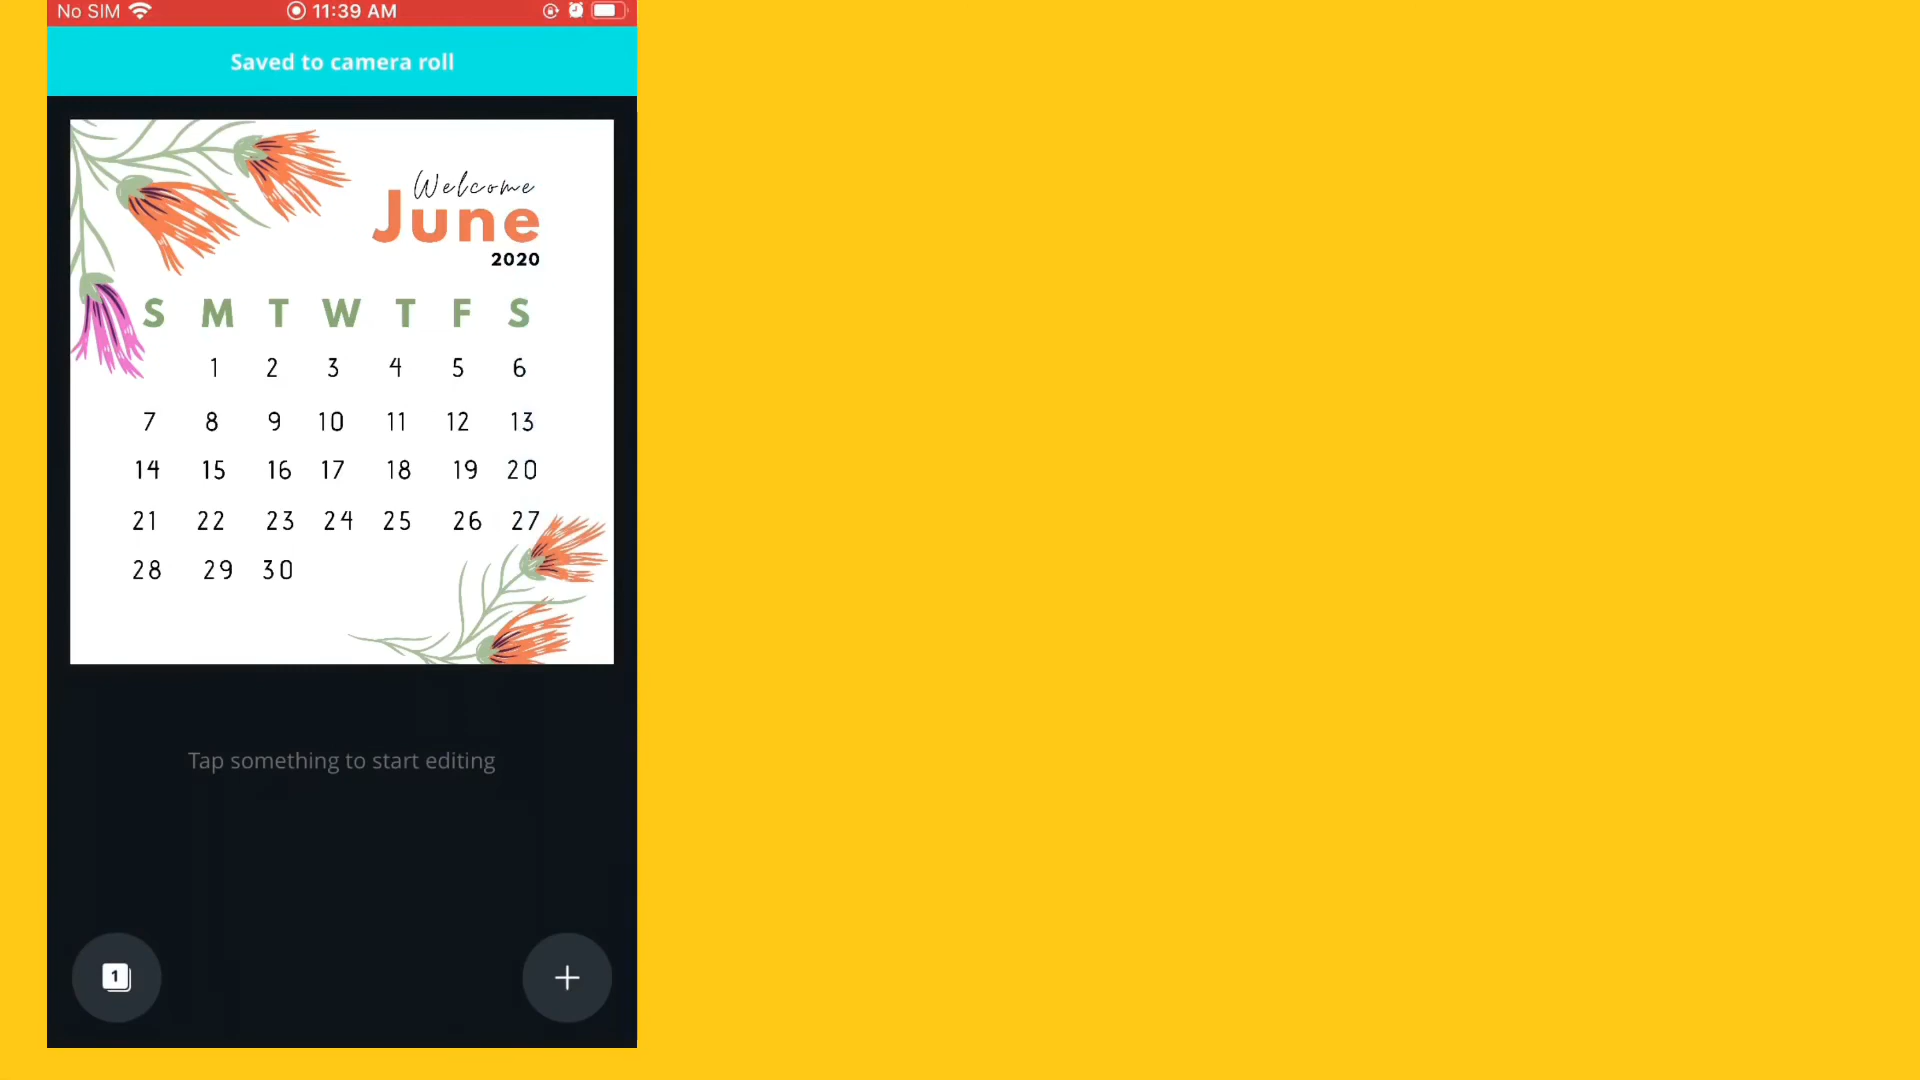 No SIM 11:39 AM
Saved to camera roll
Welcome
June
2020
S M T W T F S
1 2 3 4 5 6
7 8 9 10 11 12 13
14 15 16 17 18 19 20
21 22 23 24 25 26 27
28 29 30
Tap something to start editing
1